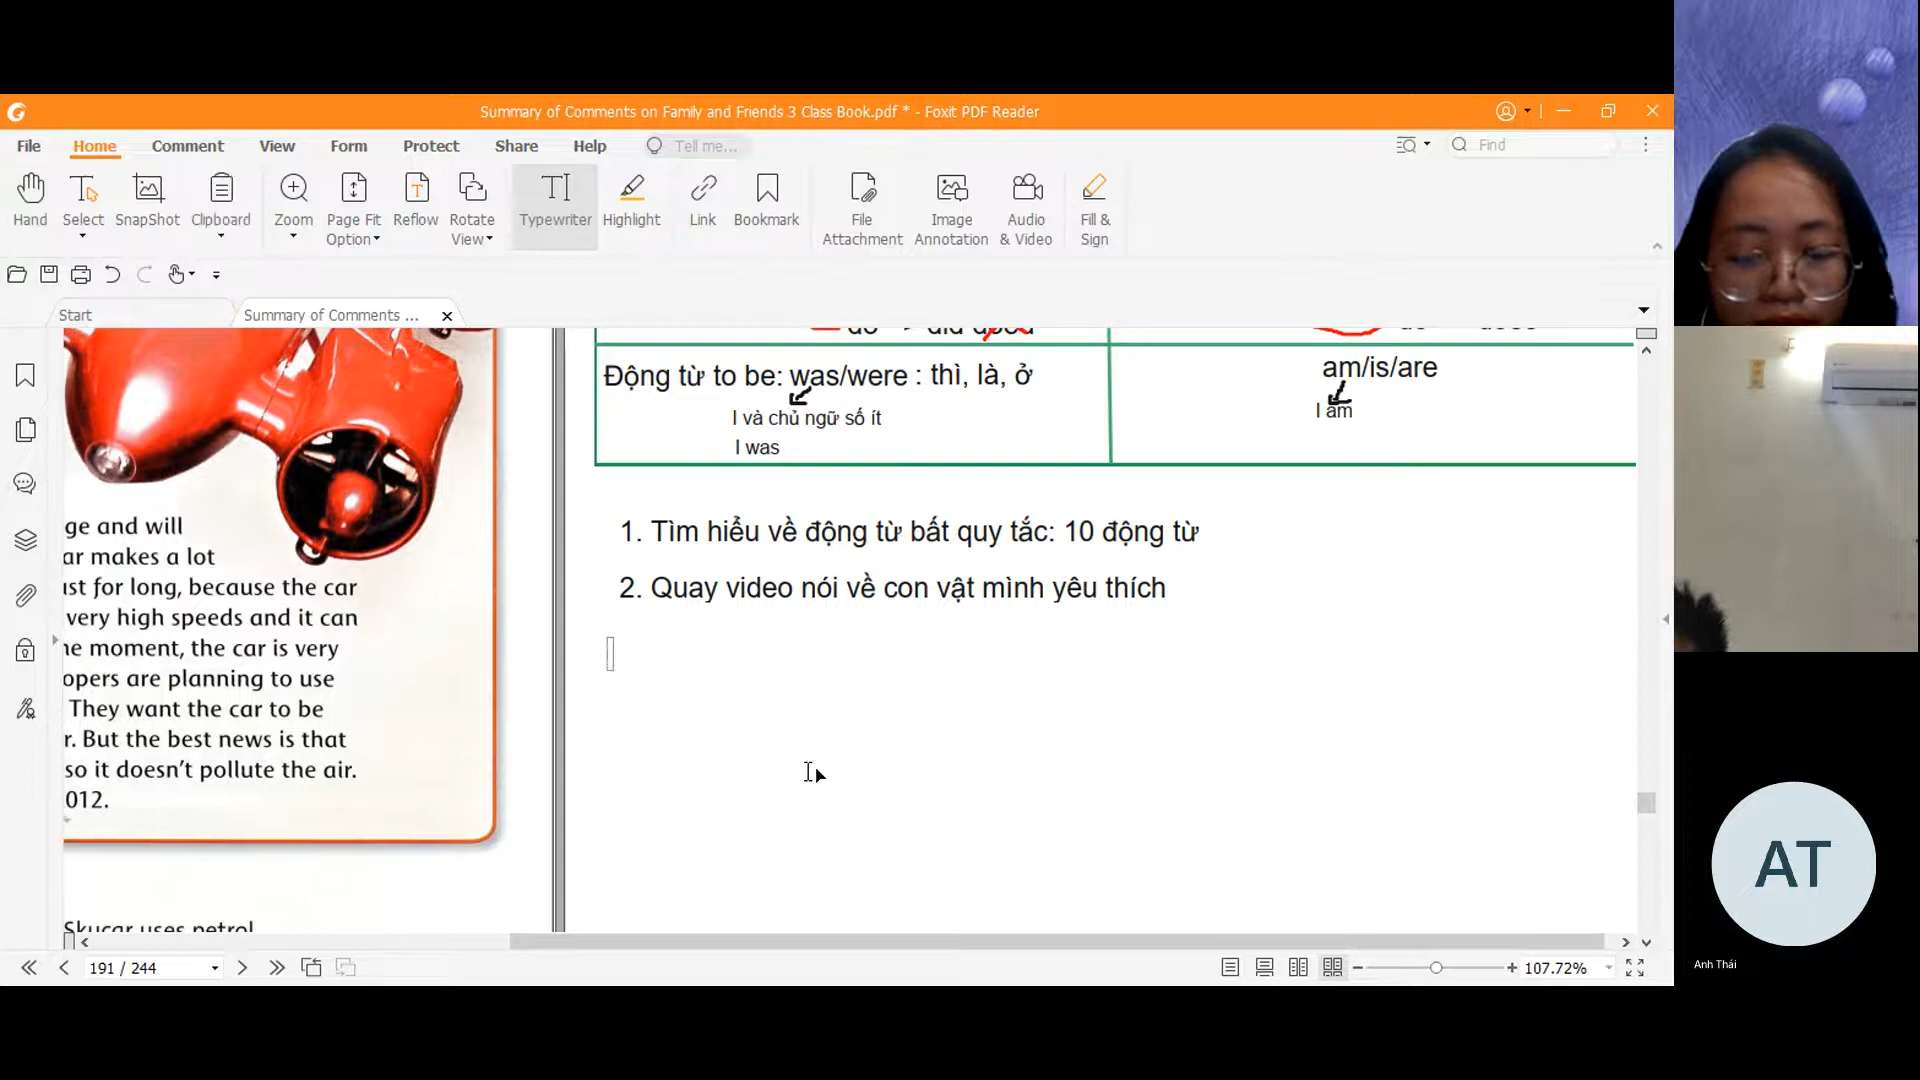 Summary of Comments on Family and Friends 3 Class Book.pdf * - Foxit PDF Reader
File Home Comment View Form Protect Share Help Tell me... Find
Hand Select SnapShot Clipboard Zoom Page Fit Option Reflow Rotate View Typewriter Highlight Link Bookmark File Attachment Image Annotation Audio & Video Fill & Sign
Start Summary of Comments ...
Động từ to be: was/were : thì, là, ở
am/is/are
I và chủ ngữ số ít
I am
I was
1. Tìm hiểu về động từ bất quy tắc: 10 động từ
2. Quay video nói về con vật mình yêu thích
ge and will
ar makes a lot
st for long, because the car
very high speeds and it can
e moment, the car is very
opers are planning to use
They want the car to be
r. But the best news is that
so it doesn't pollute the air.
012.
Skycar uses petrol
191 / 244
107.72%
AT
Anh Thái